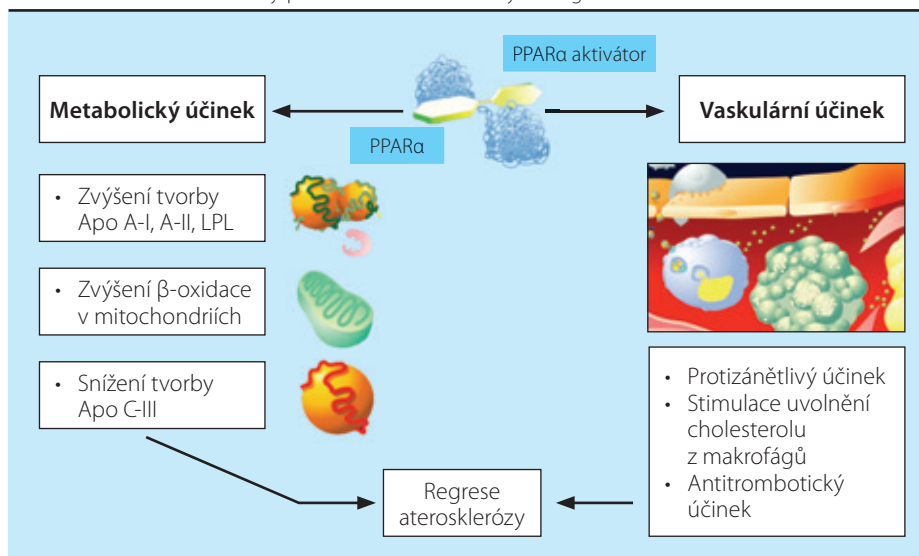 PPARα aktivátor
Metabolický účinek
Vaskulární účinek
PPARα
• Zvýšení tvorby
Apo A-I, A-II, LPL
• Zvýšení β-oxidace
v mitochondriích
• Snížení tvorby
Apo C-III
• Protizánětlivý účinek
• Stimulace uvolnění
cholesterolu
z makrofágů
• Antitrombotický
účinek
Regrese
aterosklerózy